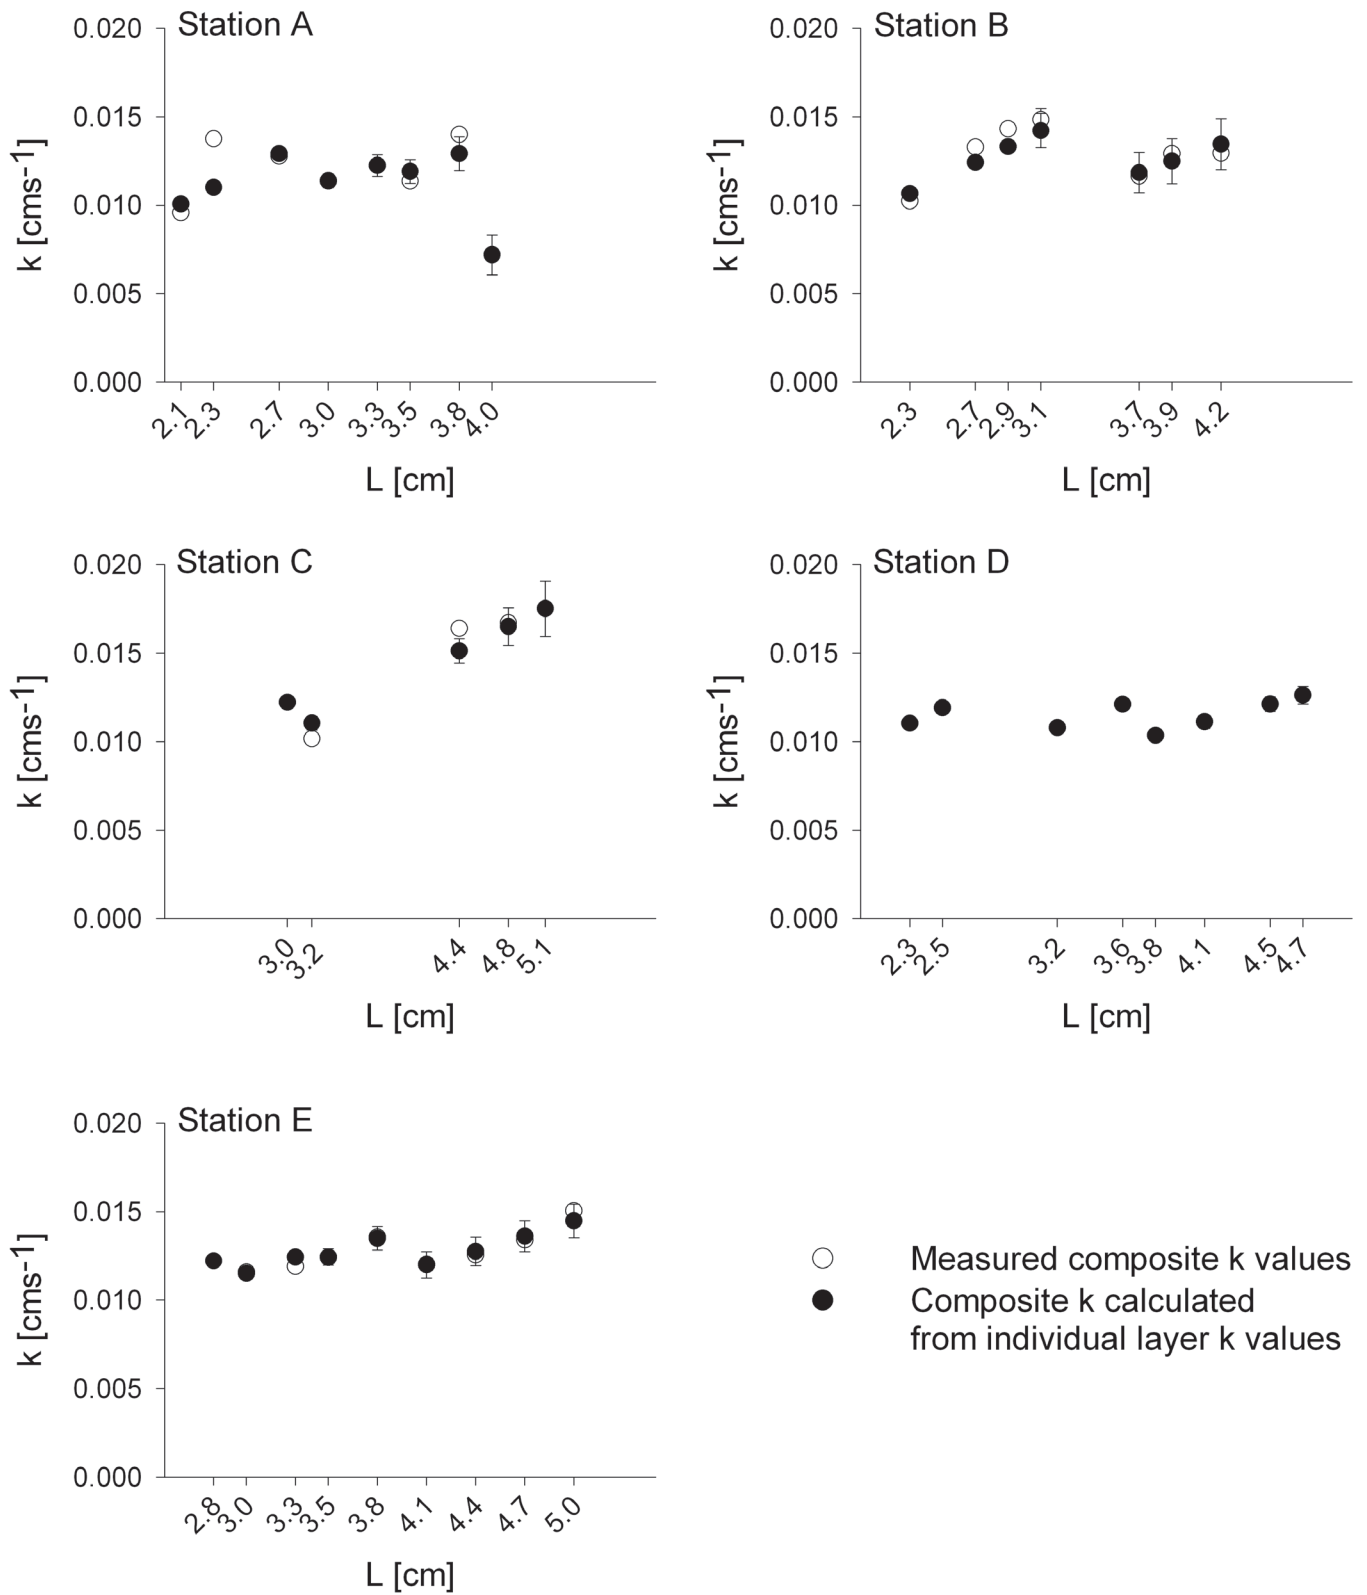 Station A
0.020
0.015
0.010
0.005
0.000
k [cms-1]
2.1 2.3 2.7 3.0 3.3 3.5 3.8 4.0
L [cm]
Station B
0.020
0.015
0.010
0.005
0.000
k [cms-1]
2.3 2.7 2.9 3.1 3.7 3.9 4.2
L [cm]
Station C
0.020
0.015
0.010
0.005
0.000
k [cms-1]
3.0 3.2 4.4 4.8 5.1
L [cm]
Station D
0.020
0.015
0.010
0.005
0.000
k [cms-1]
2.3 2.5 3.2 3.6 3.8 4.1 4.5 4.7
L [cm]
Station E
0.020
0.015
0.010
0.005
0.000
k [cms-1]
2.8 3.0 3.3 3.5 3.8 4.1 4.4 4.7 5.0
L [cm]
Measured composite k values
Composite k calculated
from individual layer k values